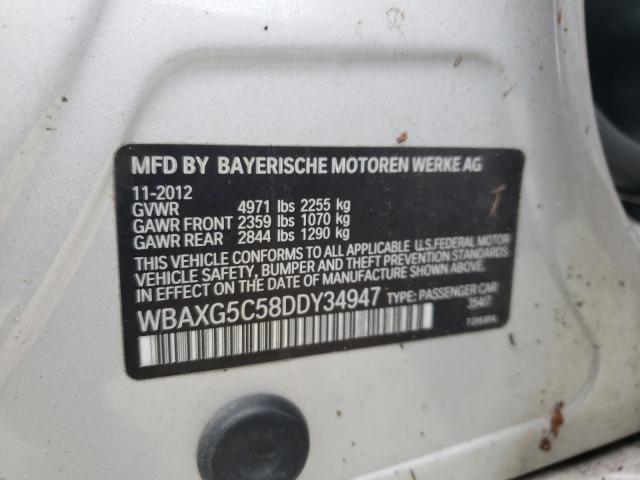 MFD BY BAYERISCHE MOTOREN WERKE AG
11-2012
GVWR 4971 lbs 2255 kg
GAWR FRONT 2359 lbs 1070 kg
GAWR REAR 2844 lbs 1290 kg
THIS VEHICLE CONFORMS TO ALL APPLICABLE U.S.FEDERAL MOTOR
VEHICLE SAFETY, BUMPER AND THEFT PREVENTION STANDARDS
IN EFFECT ON THE DATE OF MANUFACTURE SHOWN ABOVE.
WBAXG5C58DDY34947 TYPE: PASSENGER CAR
354/7